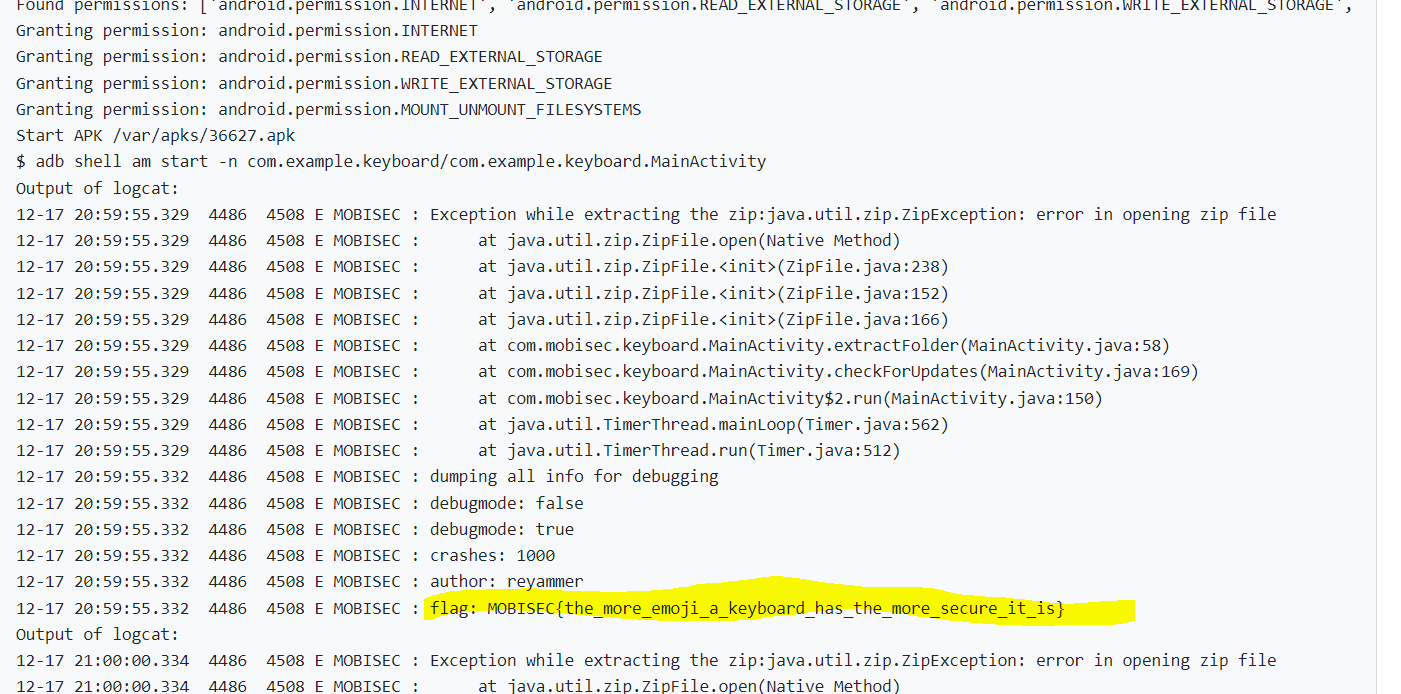 Found permissions: ['android.permission.INTERNET', 'android.permission.READ_EXTERNAL_STORAGE', 'android.permission.WRITE_EXTERNAL_STORAGE',
Granting permission: android.permission.INTERNET
Granting permission: android.permission.READ_EXTERNAL_STORAGE
Granting permission: android.permission.WRITE_EXTERNAL_STORAGE
Granting permission: android.permission.MOUNT_UNMOUNT_FILESYSTEMS
Start APK /var/apks/36627.apk
$ adb shell am start -n com.example.keyboard/com.example.keyboard.MainActivity
Output of logcat:
12-17 20:59:55.329  4486  4508 E MOBISEC : Exception while extracting the zip:java.util.zip.ZipException: error in opening zip file
12-17 20:59:55.329  4486  4508 E MOBISEC :      at java.util.zip.ZipFile.open(Native Method)
12-17 20:59:55.329  4486  4508 E MOBISEC :      at java.util.zip.ZipFile.<init>(ZipFile.java:238)
12-17 20:59:55.329  4486  4508 E MOBISEC :      at java.util.zip.ZipFile.<init>(ZipFile.java:152)
12-17 20:59:55.329  4486  4508 E MOBISEC :      at java.util.zip.ZipFile.<init>(ZipFile.java:166)
12-17 20:59:55.329  4486  4508 E MOBISEC :      at com.mobisec.keyboard.MainActivity.extractFolder(MainActivity.java:58)
12-17 20:59:55.329  4486  4508 E MOBISEC :      at com.mobisec.keyboard.MainActivity.checkForUpdates(MainActivity.java:169)
12-17 20:59:55.329  4486  4508 E MOBISEC :      at com.mobisec.keyboard.MainActivity$2.run(MainActivity.java:150)
12-17 20:59:55.329  4486  4508 E MOBISEC :      at java.util.TimerThread.mainLoop(Timer.java:562)
12-17 20:59:55.329  4486  4508 E MOBISEC :      at java.util.TimerThread.run(Timer.java:512)
12-17 20:59:55.332  4486  4508 E MOBISEC : dumping all info for debugging
12-17 20:59:55.332  4486  4508 E MOBISEC : debugmode: false
12-17 20:59:55.332  4486  4508 E MOBISEC : debugmode: true
12-17 20:59:55.332  4486  4508 E MOBISEC : crashes: 1000
12-17 20:59:55.332  4486  4508 E MOBISEC : author: reyammer
12-17 20:59:55.332  4486  4508 E MOBISEC : flag: MOBISEC{the_more_emoji_a_keyboard_has_the_more_secure_it_is}
Output of logcat:
12-17 21:00:00.334  4486  4508 E MOBISEC : Exception while extracting the zip:java.util.zip.ZipException: error in opening zip file
12-17 21:00:00.334  4486  4508 E MOBISEC :      at java.util.zip.ZipFile.open(Native Method)